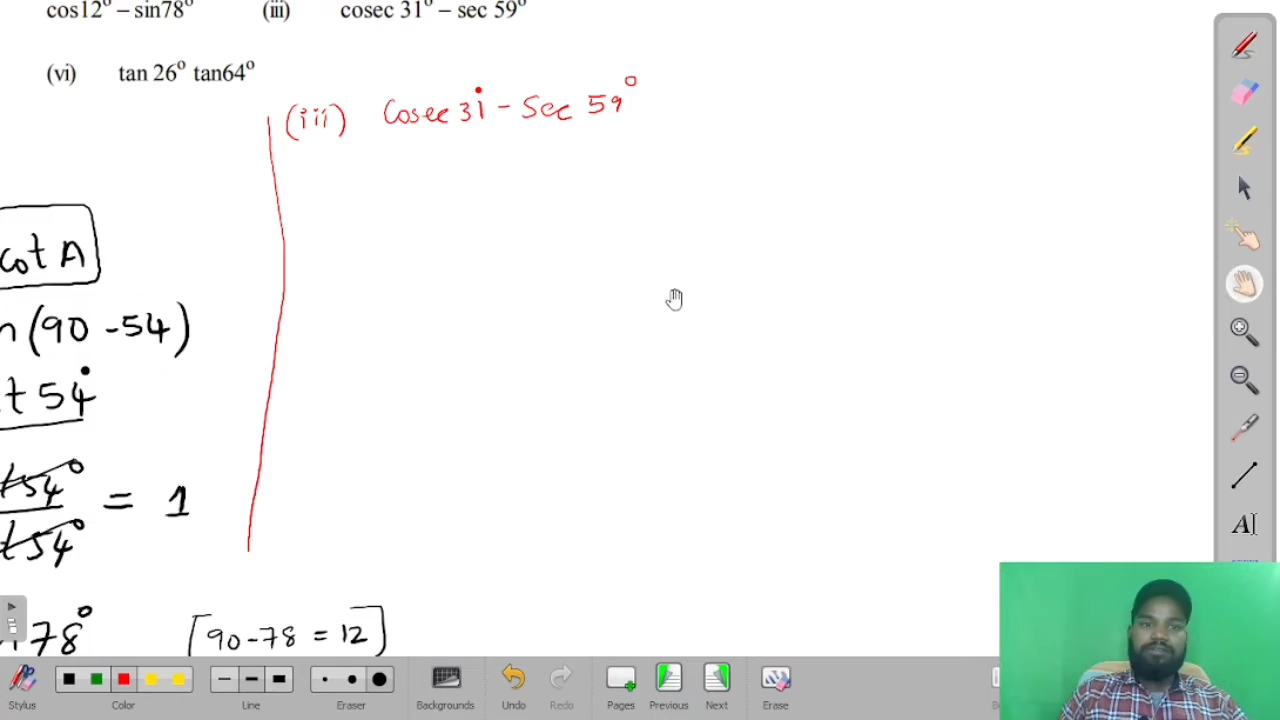 cos12° – sin78° (iii) cosec 31° – sec 59°
(vi) tan 26° tan64°
(iii) Cosec 31° - Sec 59°
cot A
(90 - 54)
t 54°
t54° = 1
t54°
78° [90 - 78 = 12]
Stylus Color Line Eraser Backgrounds Undo Redo Pages Previous Next Erase